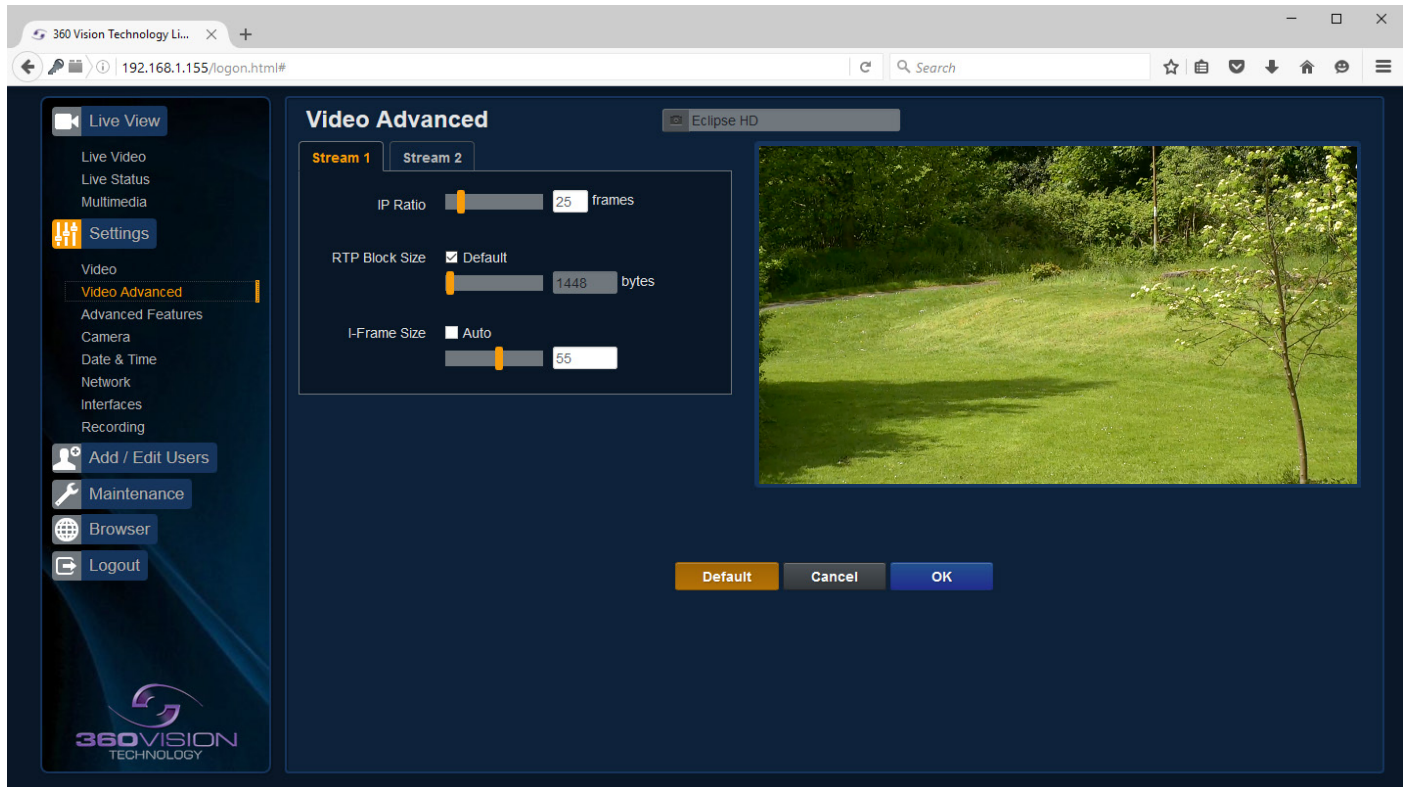 360 Vision Technology Li...
192.168.1.155/logon.html#
Search
Live View
Live Video
Live Status
Multimedia
Settings
Video
Video Advanced
Advanced Features
Camera
Date & Time
Network
Interfaces
Recording
Add / Edit Users
Maintenance
Browser
Logout
360VISION
TECHNOLOGY
Video Advanced
Eclipse HD
Stream 1 Stream 2
IP Ratio 25 frames
RTP Block Size Default
1448 bytes
I-Frame Size Auto
55
Default Cancel OK